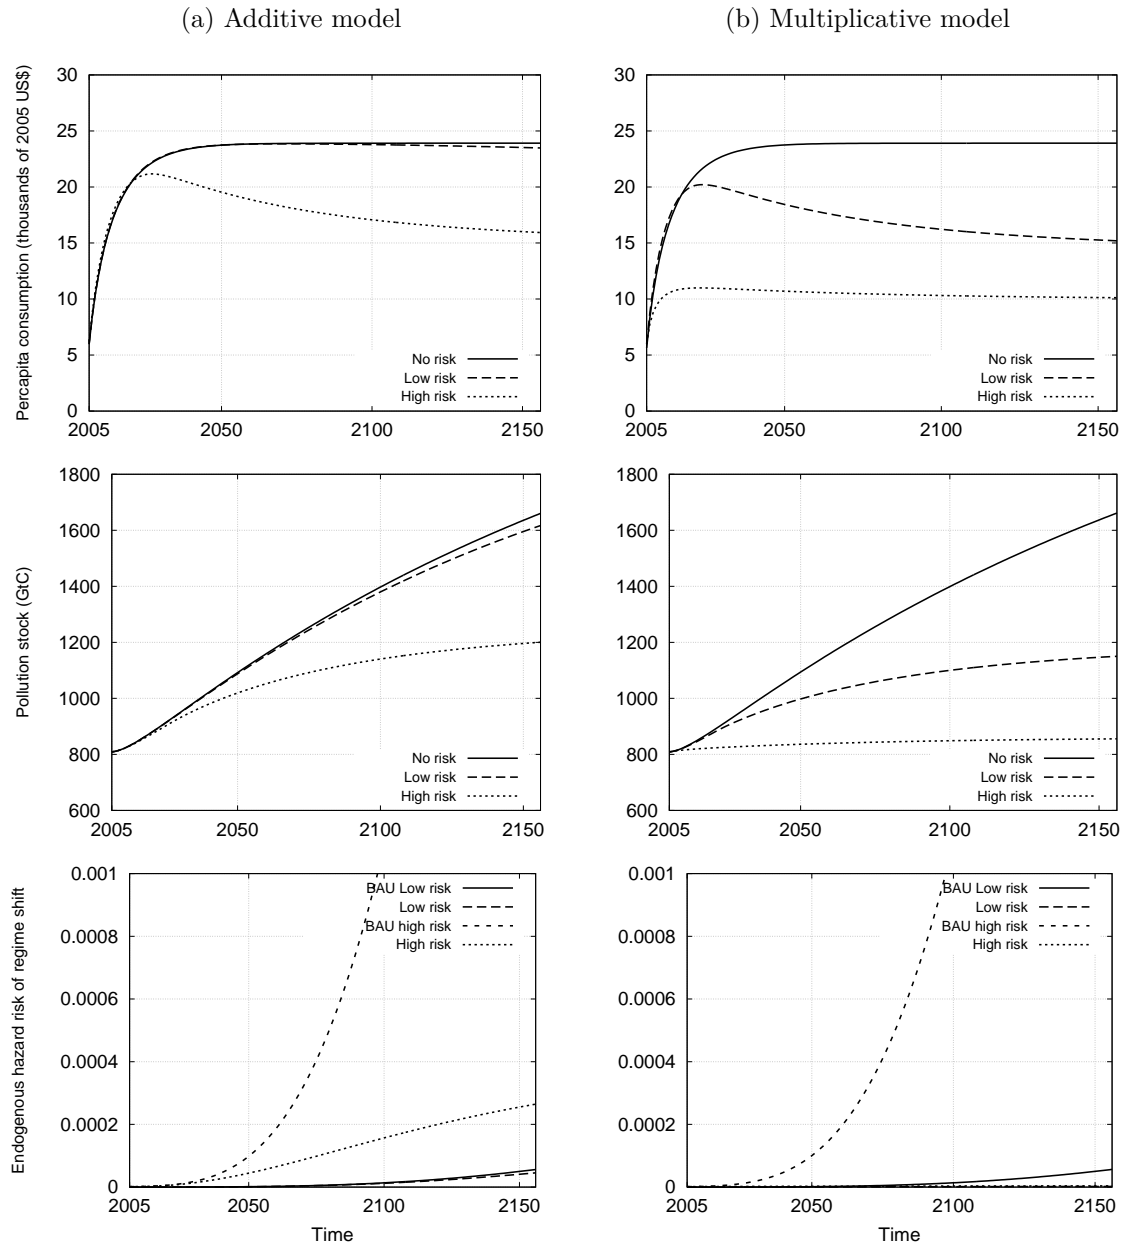 (a) Additive model
(b) Multiplicative model
Percapita consumption (thousands of 2005 US$)
30
25
20
15
10
5
0
2005 2050 2100 2150
No risk
Low risk
High risk
30
25
20
15
10
5
0
2005 2050 2100 2150
No risk
Low risk
High risk
Pollution stock (GtC)
1800
1600
1400
1200
1000
800
600
2005 2050 2100 2150
No risk
Low risk
High risk
1800
1600
1400
1200
1000
800
600
2005 2050 2100 2150
No risk
Low risk
High risk
Endogenous hazard risk of regime shift
0.001
0.0008
0.0006
0.0004
0.0002
0
2005 2050 2100 2150
Time
BAU Low risk
Low risk
BAU high risk
High risk
0.001
0.0008
0.0006
0.0004
0.0002
0
2005 2050 2100 2150
Time
BAU Low risk
Low risk
BAU high risk
High risk